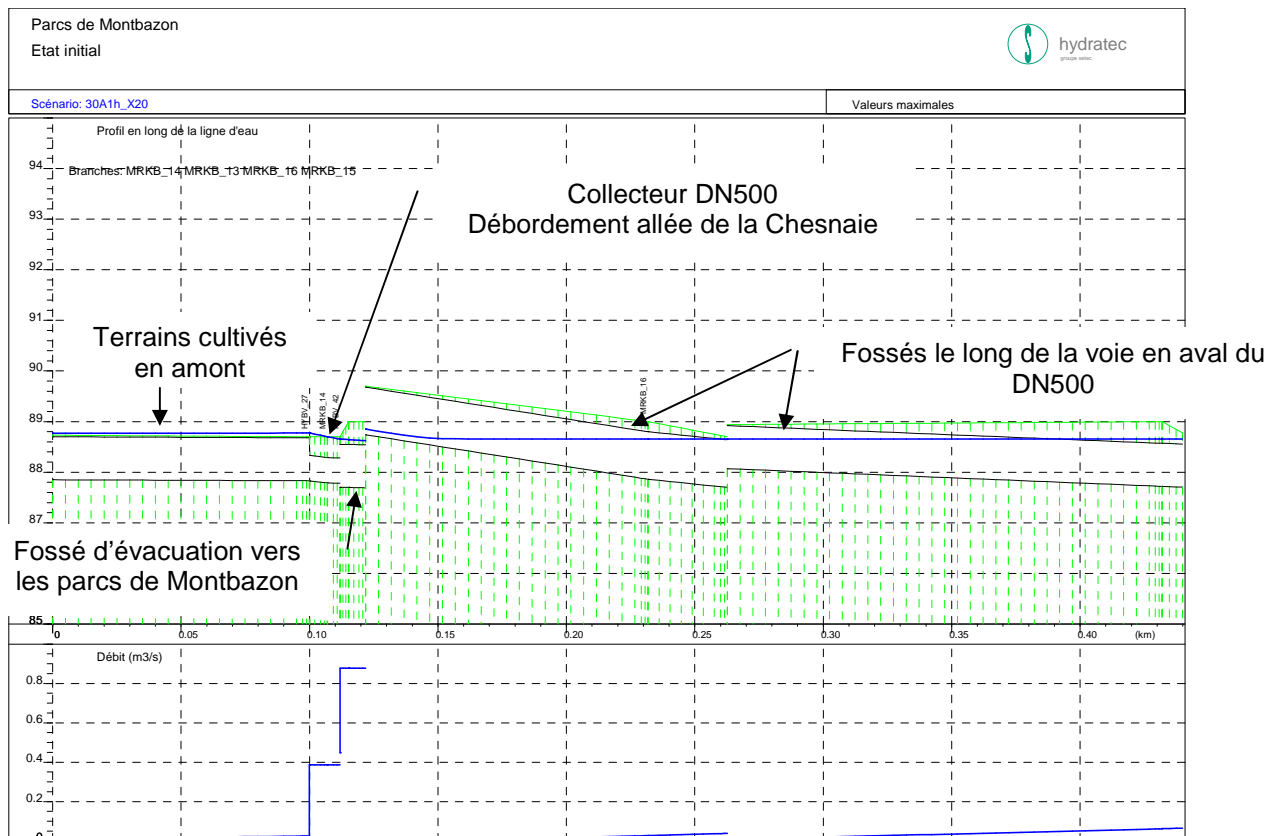 Parcs de Montbazon
Etat initial
hydratec
groupe setec
Scénario: 30A1h_X20
Valeurs maximales
Profil en long de la ligne d'eau
Branches: MRKB_14 MRKB_13 MRKB_16 MRKB_15
94
93
92
91
90
89
88
87
85
Collecteur DN500
Débordement allée de la Chesnaie
Terrains cultivés
en amont
Fossés le long de la voie en aval du
DN500
MRKB_14
MRKB_16
Fossé d'évacuation vers
les parcs de Montbazon
0
0.05
0.10
0.15
0.20
0.25
0.30
0.35
0.40
(km)
Débit (m3/s)
0.8
0.6
0.4
0.2
0